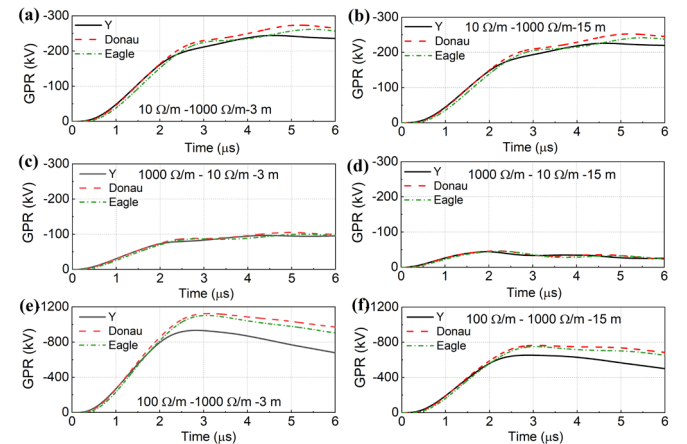 (a)
-300
-200
-100
0
GPR (kV)
Y
Donau
Eagle
10 Ω/m -1000 Ω/m-3 m
0 1 2 3 4 5 6
Time (μs)
(b)
-300
-200
-100
0
GPR (kV)
Y 10 Ω/m -1000 Ω/m-15 m
Donau
Eagle
0 1 2 3 4 5 6
Time (μs)
(c)
-300
-200
-100
0
GPR (kV)
Y 1000 Ω/m - 10 Ω/m -3 m
Donau
Eagle
0 1 2 3 4 5 6
Time (μs)
(d)
-300
-200
-100
0
GPR (kV)
Y 1000 Ω/m - 10 Ω/m -15 m
Donau
Eagle
0 1 2 3 4 5 6
Time (μs)
(e)
-1200
-800
-400
0
GPR (kV)
Y
Donau
Eagle
100 Ω/m -1000 Ω/m -3 m
0 1 2 3 4 5 6
Time (μs)
(f)
-1200
-800
-400
0
GPR (kV)
Y 100 Ω/m - 1000 Ω/m -15 m
Donau
Eagle
0 1 2 3 4 5 6
Time (μs)